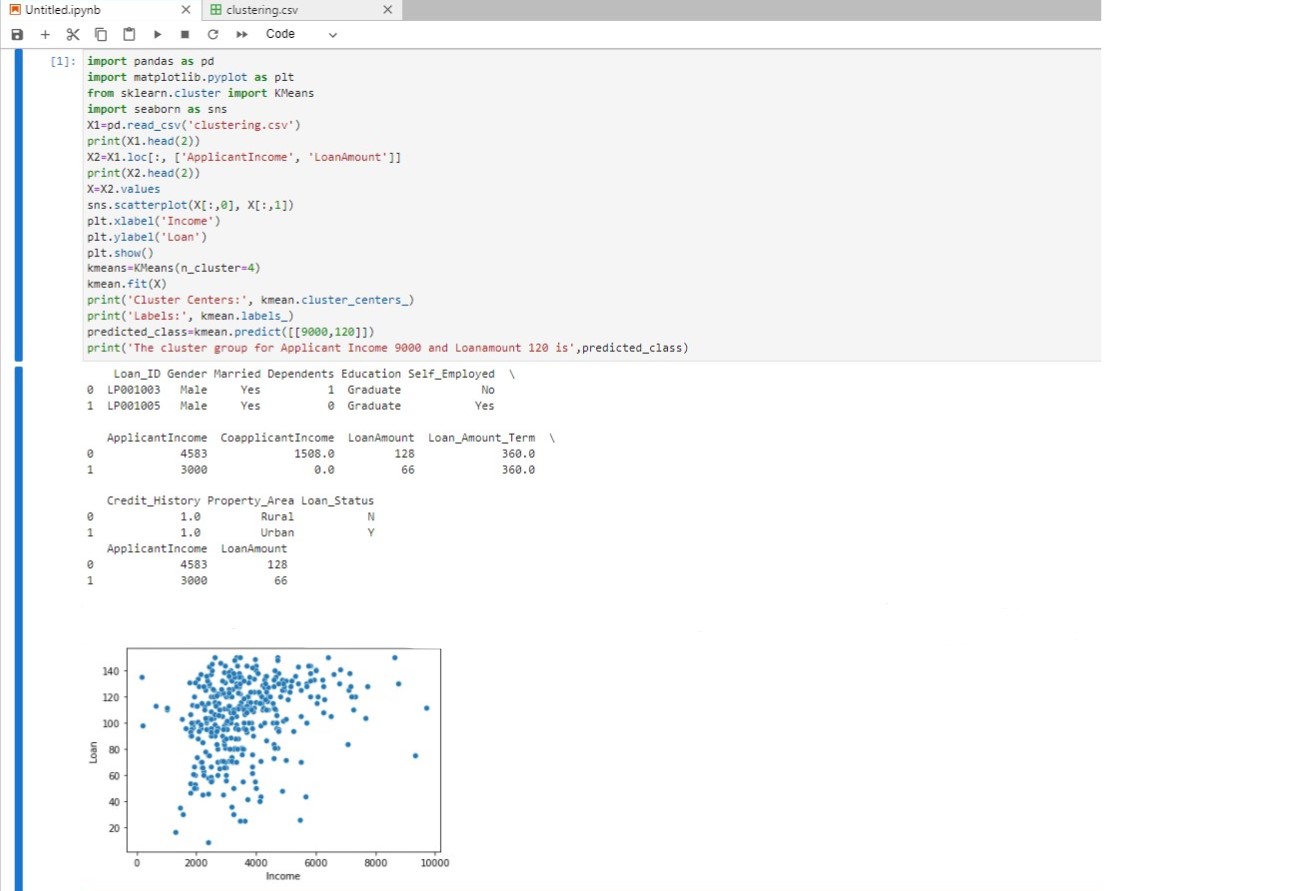 Untitled.ipynb
clustering.csv
Code
[1]:
import pandas as pd
import matplotlib.pyplot as plt
from sklearn.cluster import KMeans
import seaborn as sns
X1=pd.read_csv('clustering.csv')
print(X1.head(2))
X2=X1.loc[:, ['ApplicantIncome', 'LoanAmount']]
print(X2.head(2))
X=X2.values
sns.scatterplot(X[:,0], X[:,1])
plt.xlabel('Income')
plt.ylabel('Loan')
plt.show()
kmeans=KMeans(n_cluster=4)
kmean.fit(X)
print('Cluster Centers:', kmean.cluster_centers_)
print('Labels:', kmean.labels_)
predicted_class=kmean.predict([[9000,120]])
print('The cluster group for Applicant Income 9000 and Loanamount 120 is',predicted_class)
Loan_ID Gender Married Dependents Education Self_Employed \
0 LP001003 Male Yes 1 Graduate No
1 LP001005 Male Yes 0 Graduate Yes
ApplicantIncome CoapplicantIncome LoanAmount Loan_Amount_Term \
0 4583 1508.0 128 360.0
1 3000 0.0 66 360.0
Credit_History Property_Area Loan_Status
0 1.0 Rural N
1 1.0 Urban Y
ApplicantIncome LoanAmount
0 4583 128
1 3000 66
140
120
100
80
60
40
20
Loan
0 2000 4000 6000 8000 10000
Income